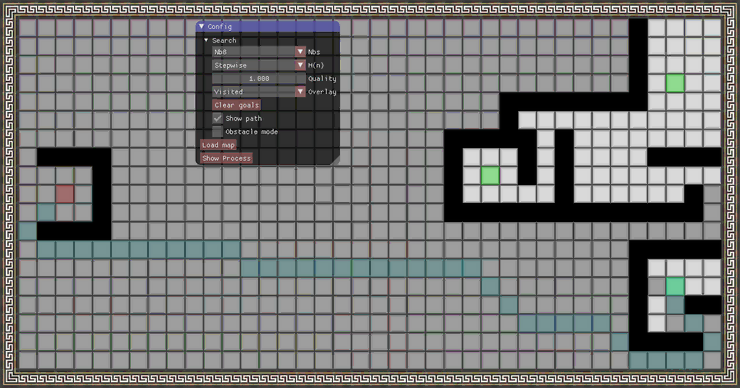 Config
Search
Nb8 Nbs
Stepwise H(n)
1.000 Quality
Visited Overlay
Clear goals
Show path
Obstacle mode
Load map
Show Process